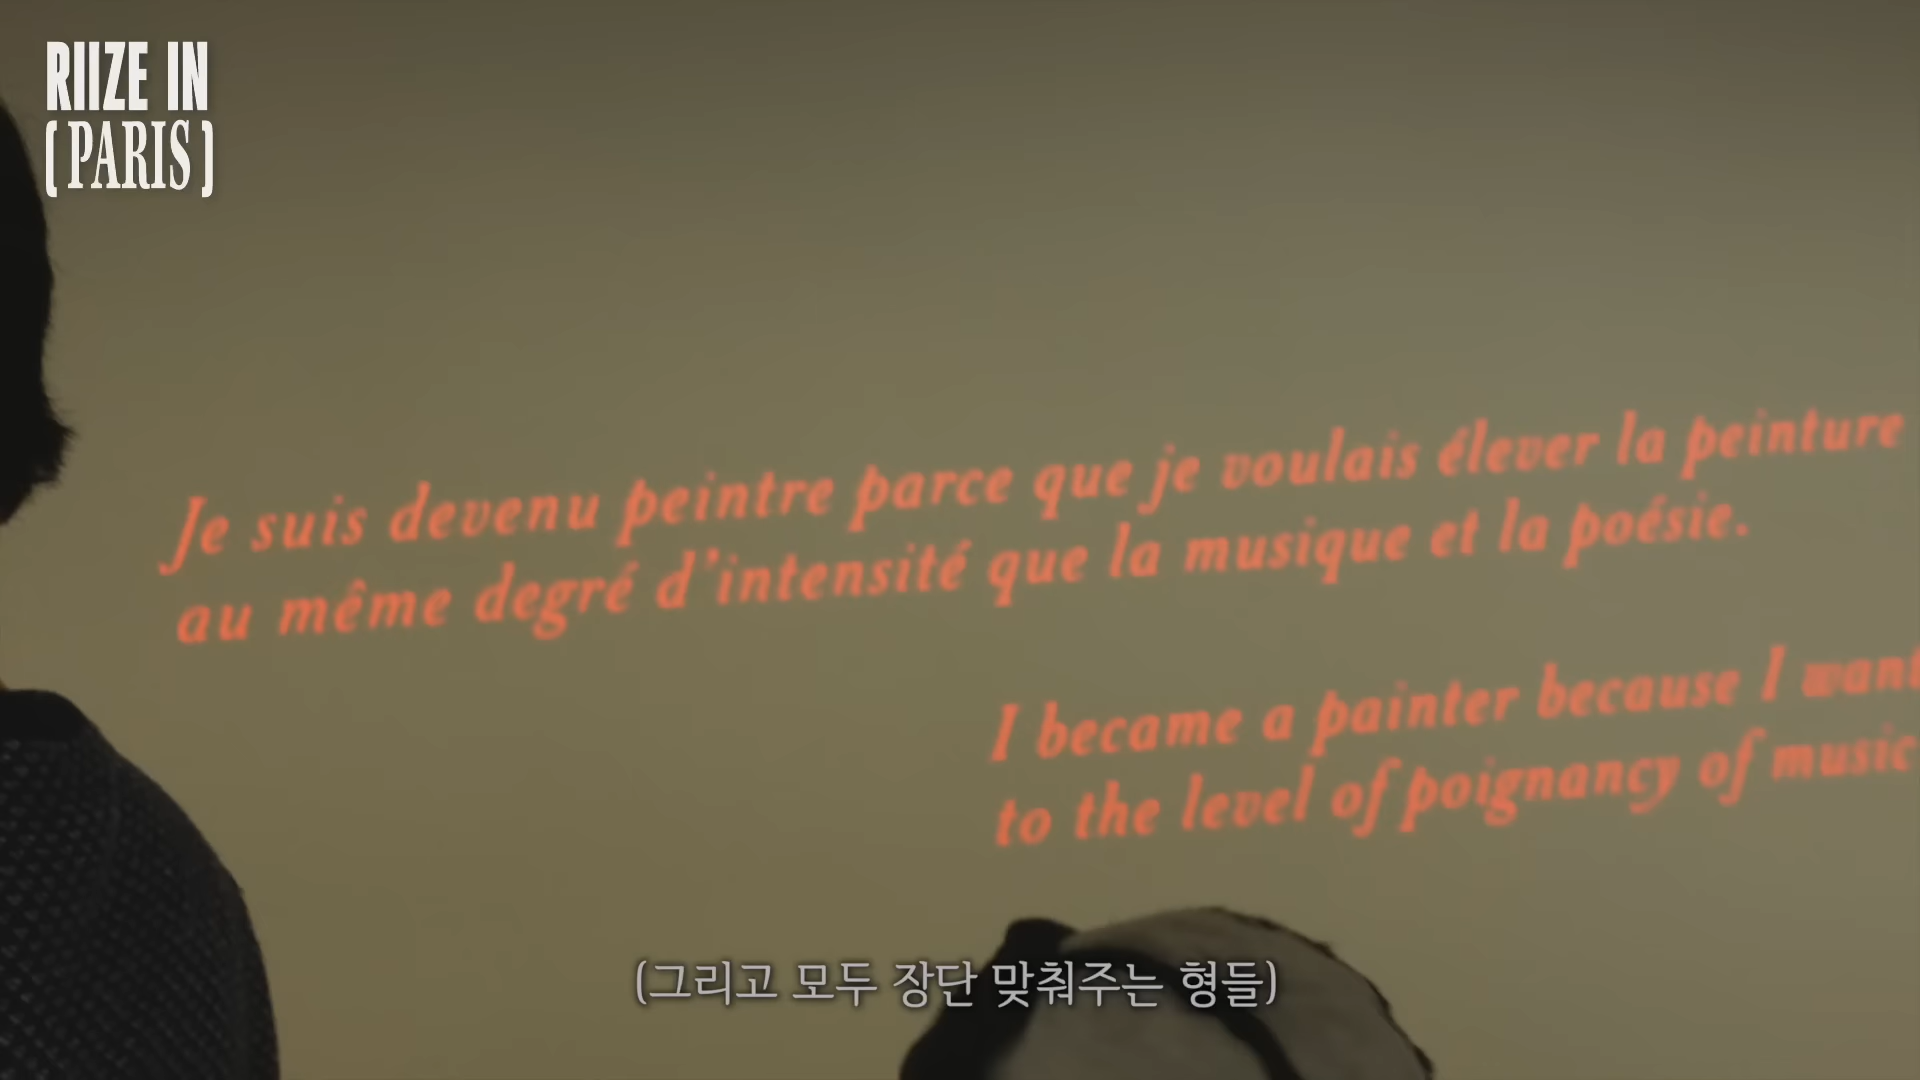 RIIZE IN
(PARIS)
Je suis devenu peintre parce que je voulais élever la peinture
au même degré d'intensité que la musique et la poésie.
I became a painter because I want
to the level of poignancy of music
(그리고 모두 장단 맞춰주는 형들)